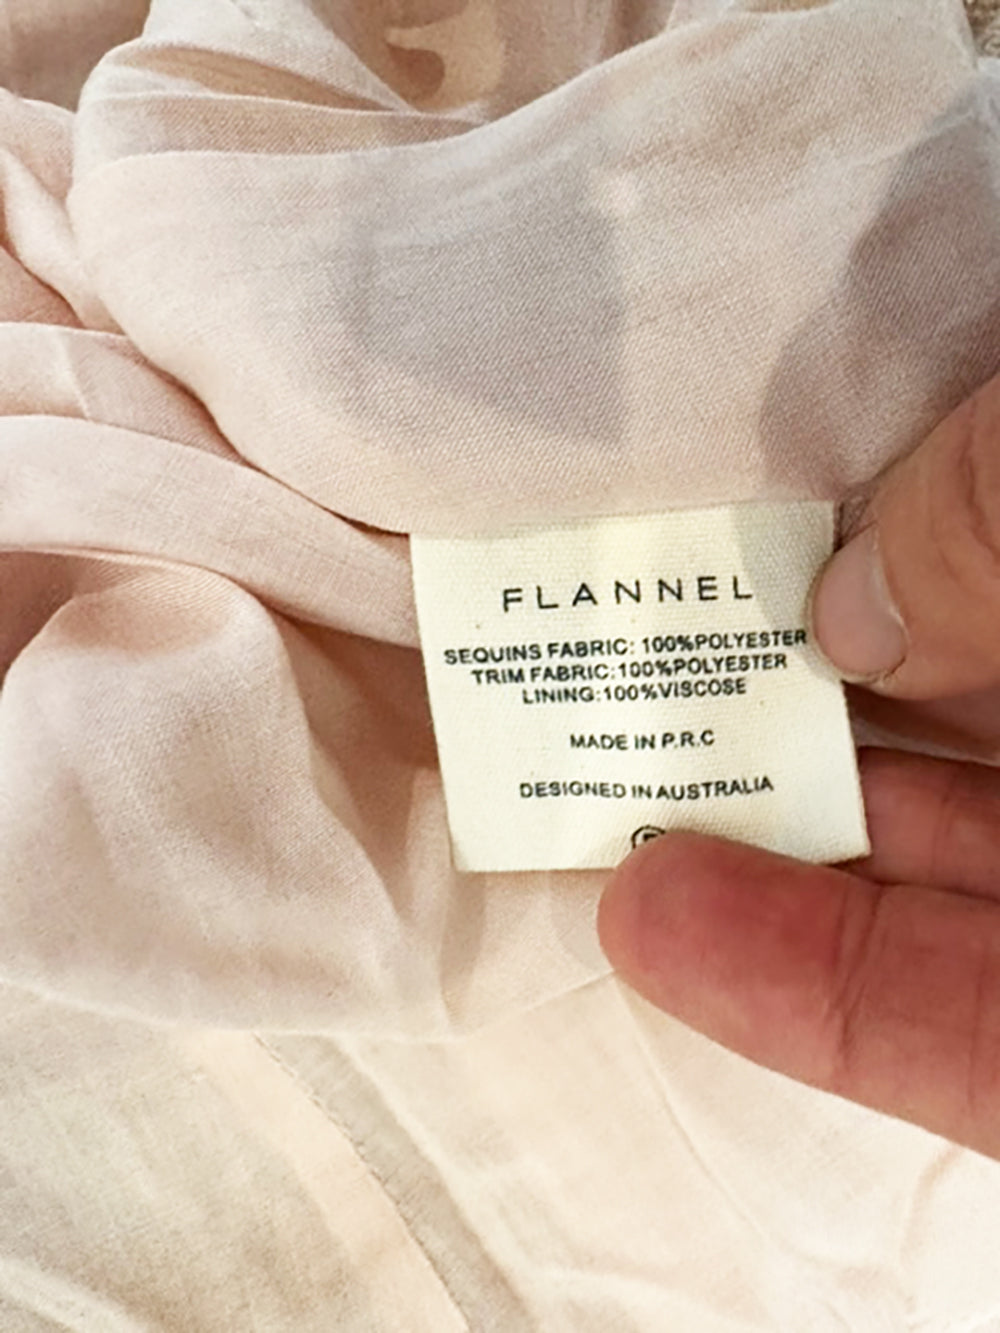 FLANNEL
SEQUINS FABRIC: 100%POLYESTER
TRIM FABRIC:100%POLYESTER
LINING:100%VISCOSE
MADE IN P.R.C
DESIGNED IN AUSTRALIA